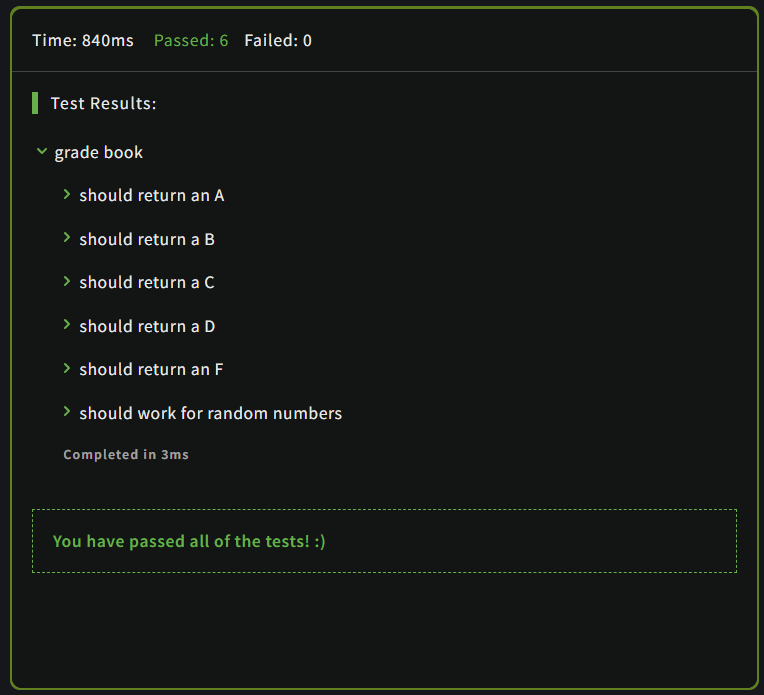 Time: 840ms Passed: 6 Failed: 0
Test Results:
grade book
should return an A
should return a B
should return a C
should return a D
should return an F
should work for random numbers
Completed in 3ms
You have passed all of the tests! :)